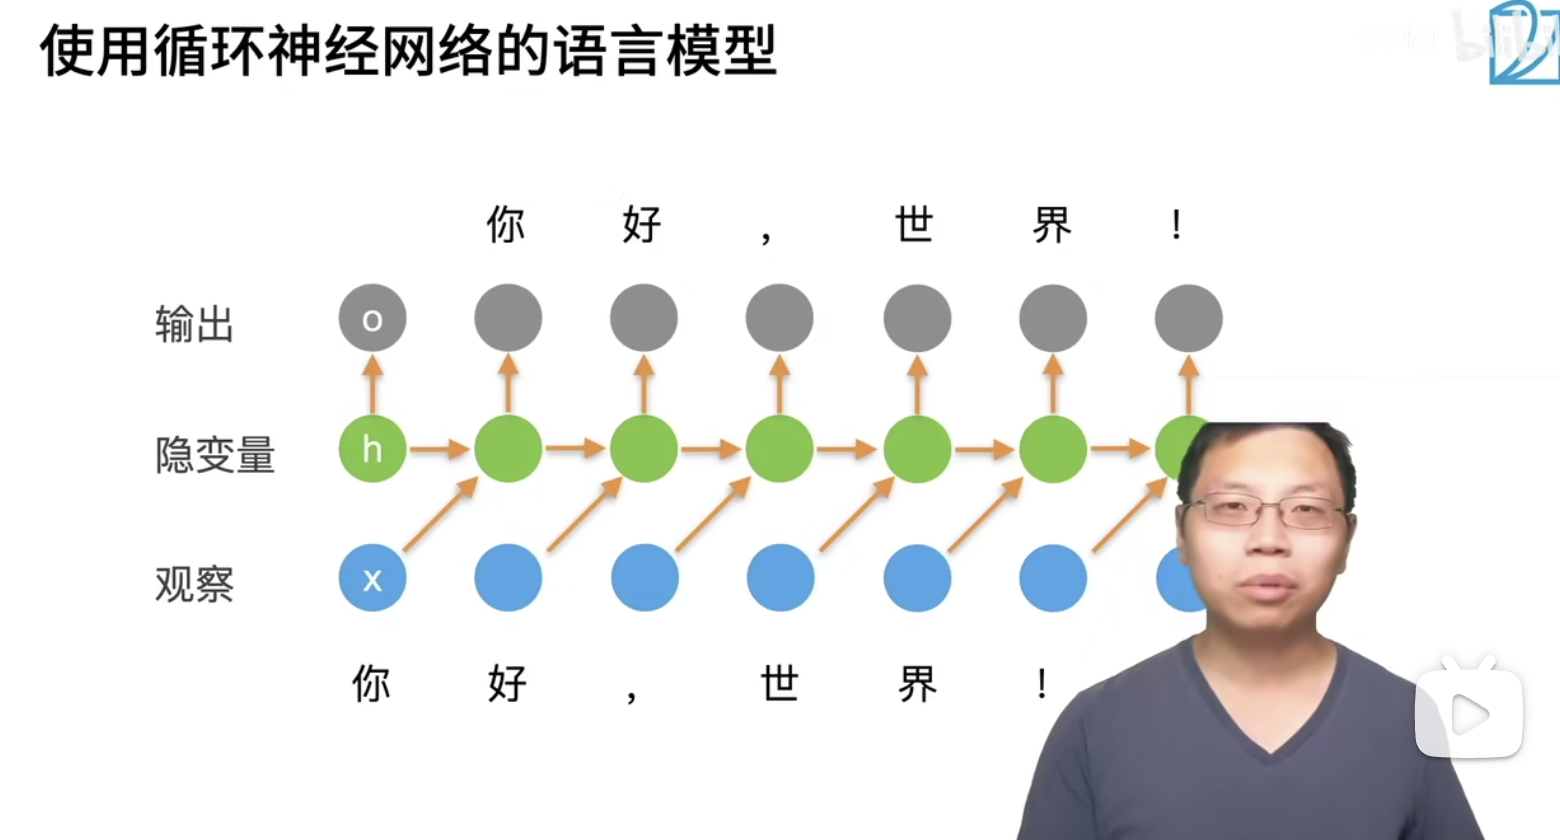 使用循环神经网络的语言模型
你 好 ， 世 界 ！
输出 o
隐变量 h
观察 x
你 好 ， 世 界 ！